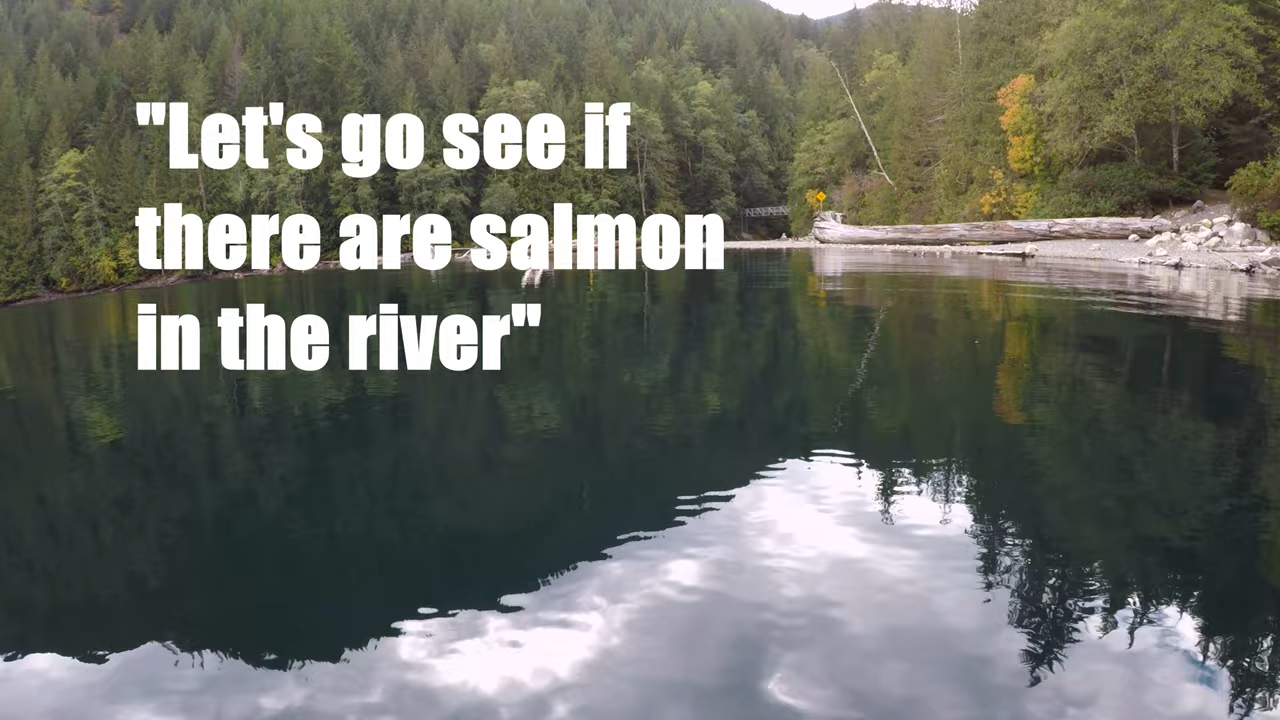 "Let's go see if
there are salmon
in the river"